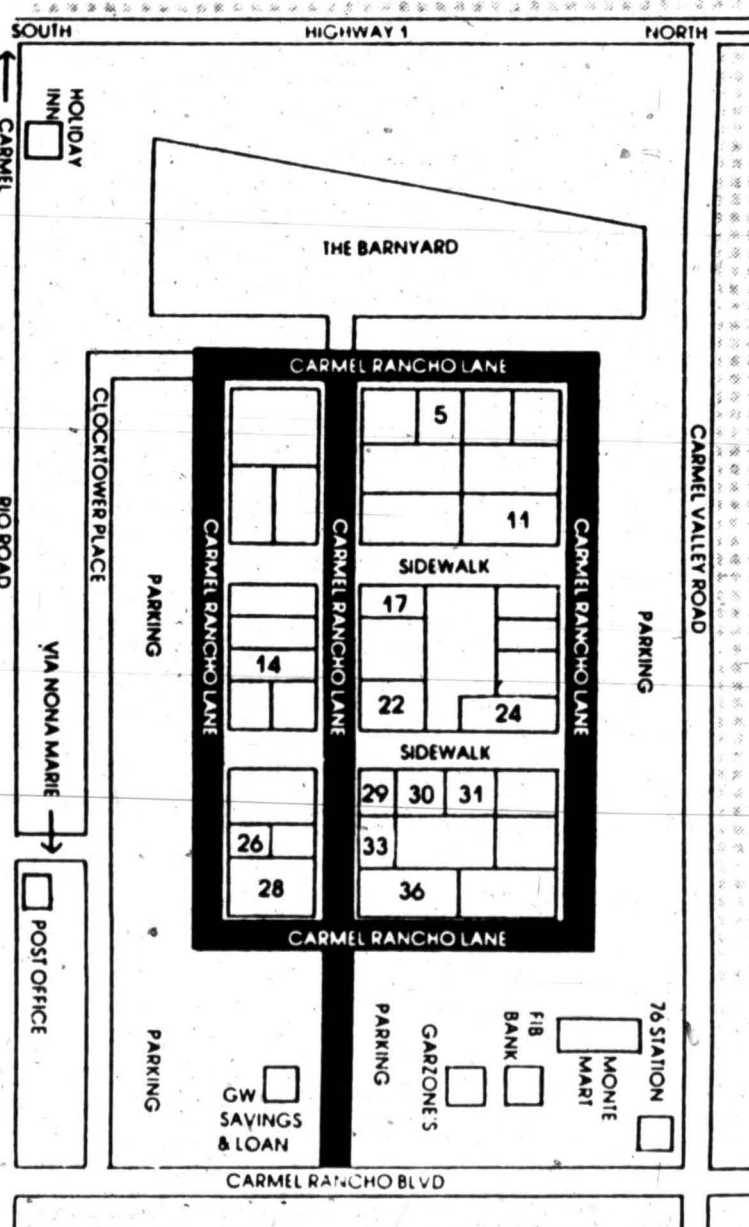 SOUTH
HIGHWAY 1
NORTH
CARMEL
HOLIDAY
INN
THE BARNYARD
CARMEL RANCHO LANE
5
11
CLOCKTOWER PLACE
CARMEL VALLEY ROAD
RIO ROAD
CARMEL RANCHO LANE
CARMEL RANCHO LANE
CARMEL RANCHO LANE
SIDEWALK
PARKING
PARKING
17
14
22
24
VIA NONA MARIE
SIDEWALK
29
30
31
26
33
28
36
CARMEL RANCHO LANE
POST OFFICE
PARKING
PARKING
GARZONE'S
FIB
BANK
MONTE
MART
76 STATION
GW
SAVINGS
& LOAN
CARMEL RANCHO BLVD